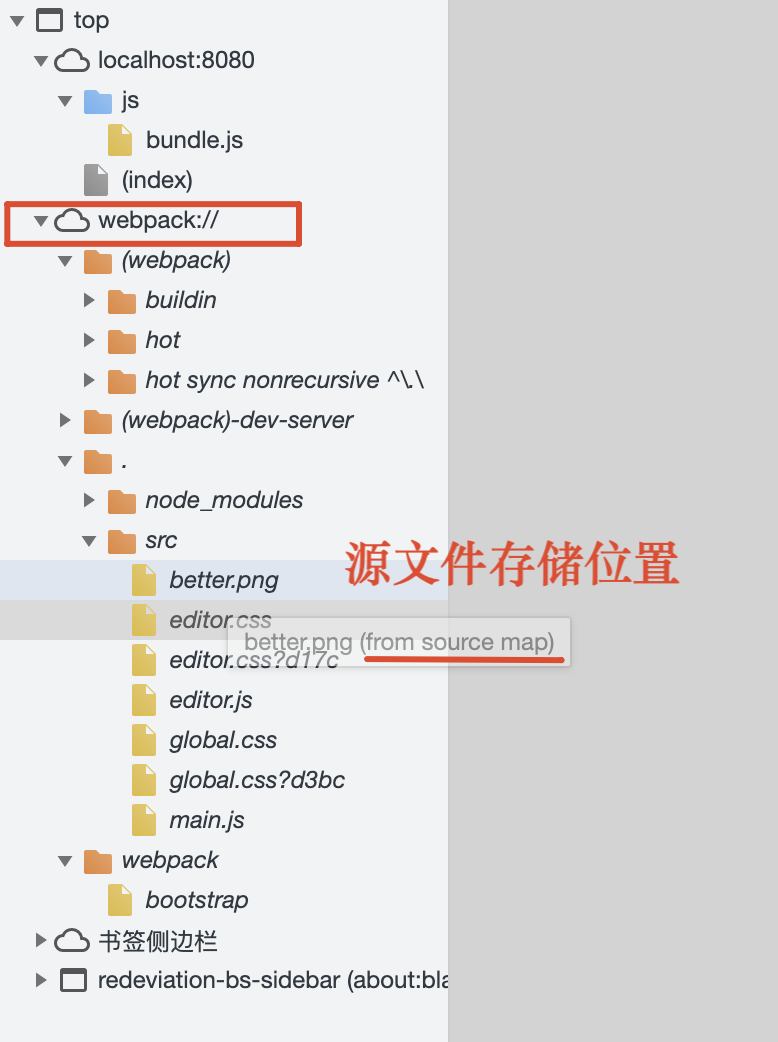 top
localhost:8080
js
bundle.js
(index)
webpack://
(webpack)
buildin
hot
hot sync nonrecursive ^\.\
(webpack)-dev-server
.
node_modules
src
源文件存储位置
better.png
editor.css
better.png (from source map)
editor.css?d17c
editor.js
global.css
global.css?d3bc
main.js
webpack
bootstrap
书签侧边栏
redeviation-bs-sidebar (about:bla